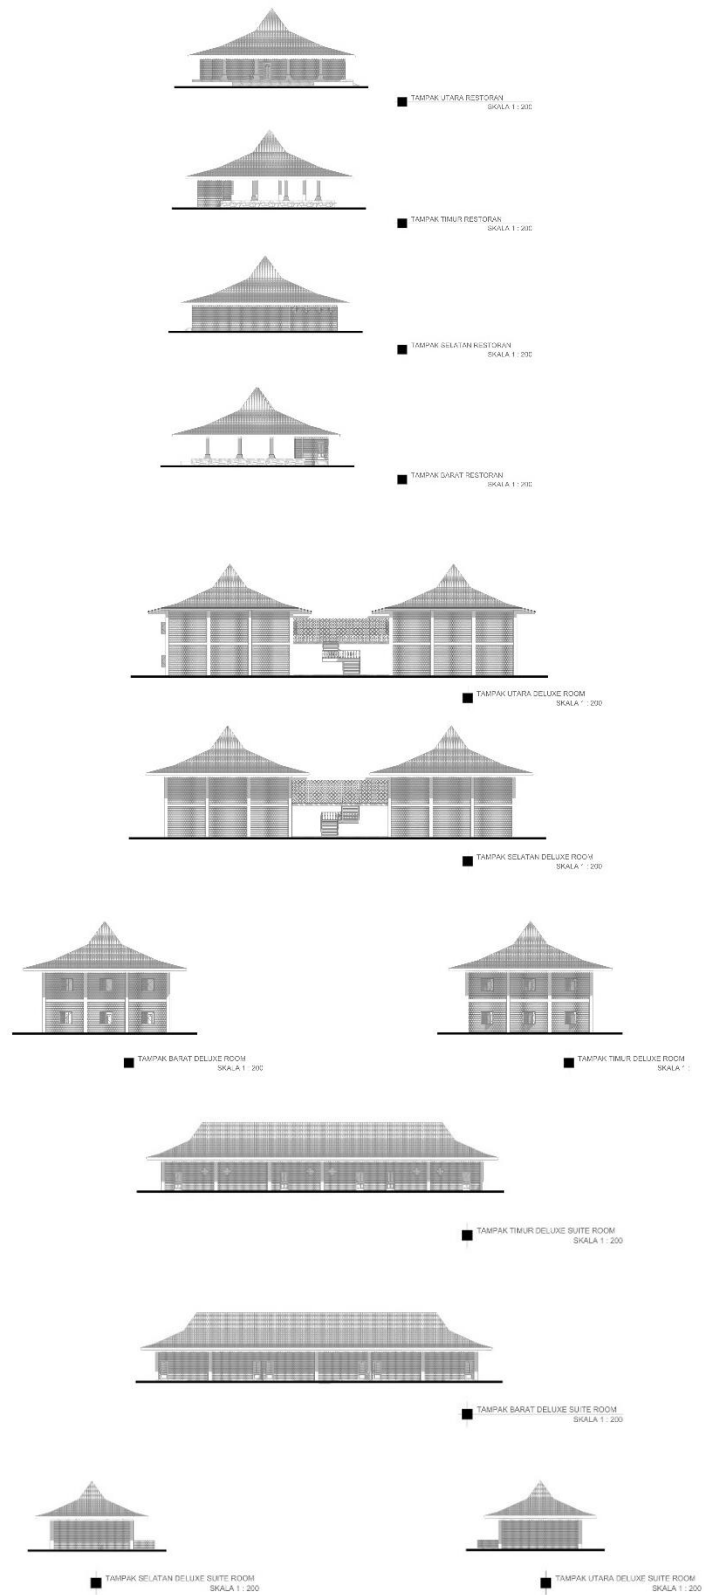 TAMPAK UTARA RESTORAN
SKALA 1 : 200
TAMPAK TIMUR RESTORAN
SKALA 1 : 200
TAMPAK SELATAN RESTORAN
SKALA 1 : 200
TAMPAK BARAT RESTORAN
SKALA 1 : 200
TAMPAK UTARA DELUXE ROOM
SKALA 1 : 200
TAMPAK SELATAN DELUXE ROOM
SKALA 1 : 200
TAMPAK BARAT DELUXE ROOM
SKALA 1 : 200
TAMPAK TIMUR DELUXE ROOM
SKALA 1 :
TAMPAK TIMUR DELUXE SUITE ROOM
SKALA 1 : 200
TAMPAK BARAT DELUXE SUITE ROOM
SKALA 1 : 200
TAMPAK SELATAN DELUXE SUITE ROOM
SKALA 1 : 200
TAMPAK UTARA DELUXE SUITE ROOM
SKALA 1 : 200